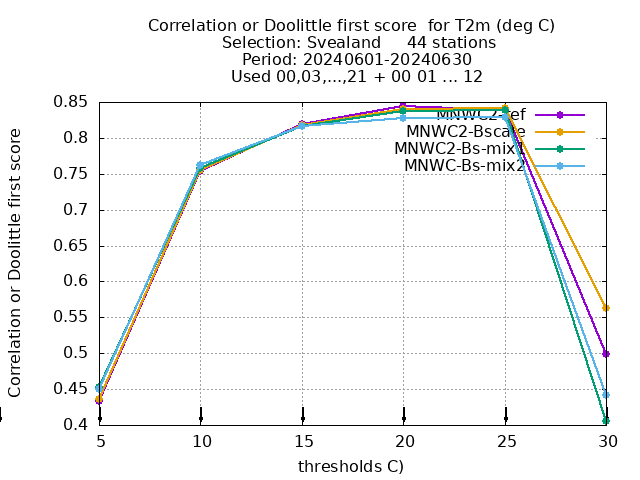 Correlation or Doolittle first score  for T2m (deg C)
Selection: Svealand     44 stations
Period: 20240601-20240630
Used 00,03,...,21 + 00 01 ... 12
Correlation or Doolittle first score
0.85
0.8
0.75
0.7
0.65
0.6
0.55
0.5
0.45
0.4
MNWC2-ref
MNWC2-Bscale
MNWC2-Bs-mix1
MNWC-Bs-mix2
5 10 15 20 25 30
thresholds C)